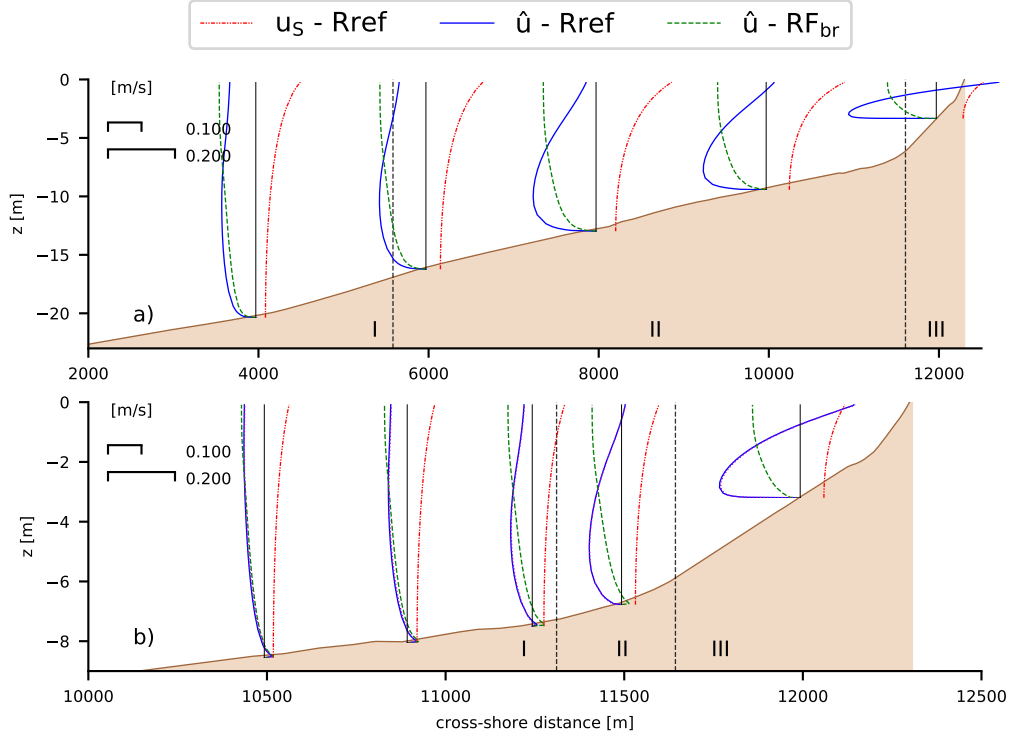 u_S - Rref   û - Rref   û - RF_br
0
−5
−10
−15
−20
z [m]
[m/s]
0.100
0.200
a)
I
II
III
2000 4000 6000 8000 10000 12000
0
−2
−4
−6
−8
z [m]
[m/s]
0.100
0.200
b)
I
II
III
10000 10500 11000 11500 12000 12500
cross-shore distance [m]